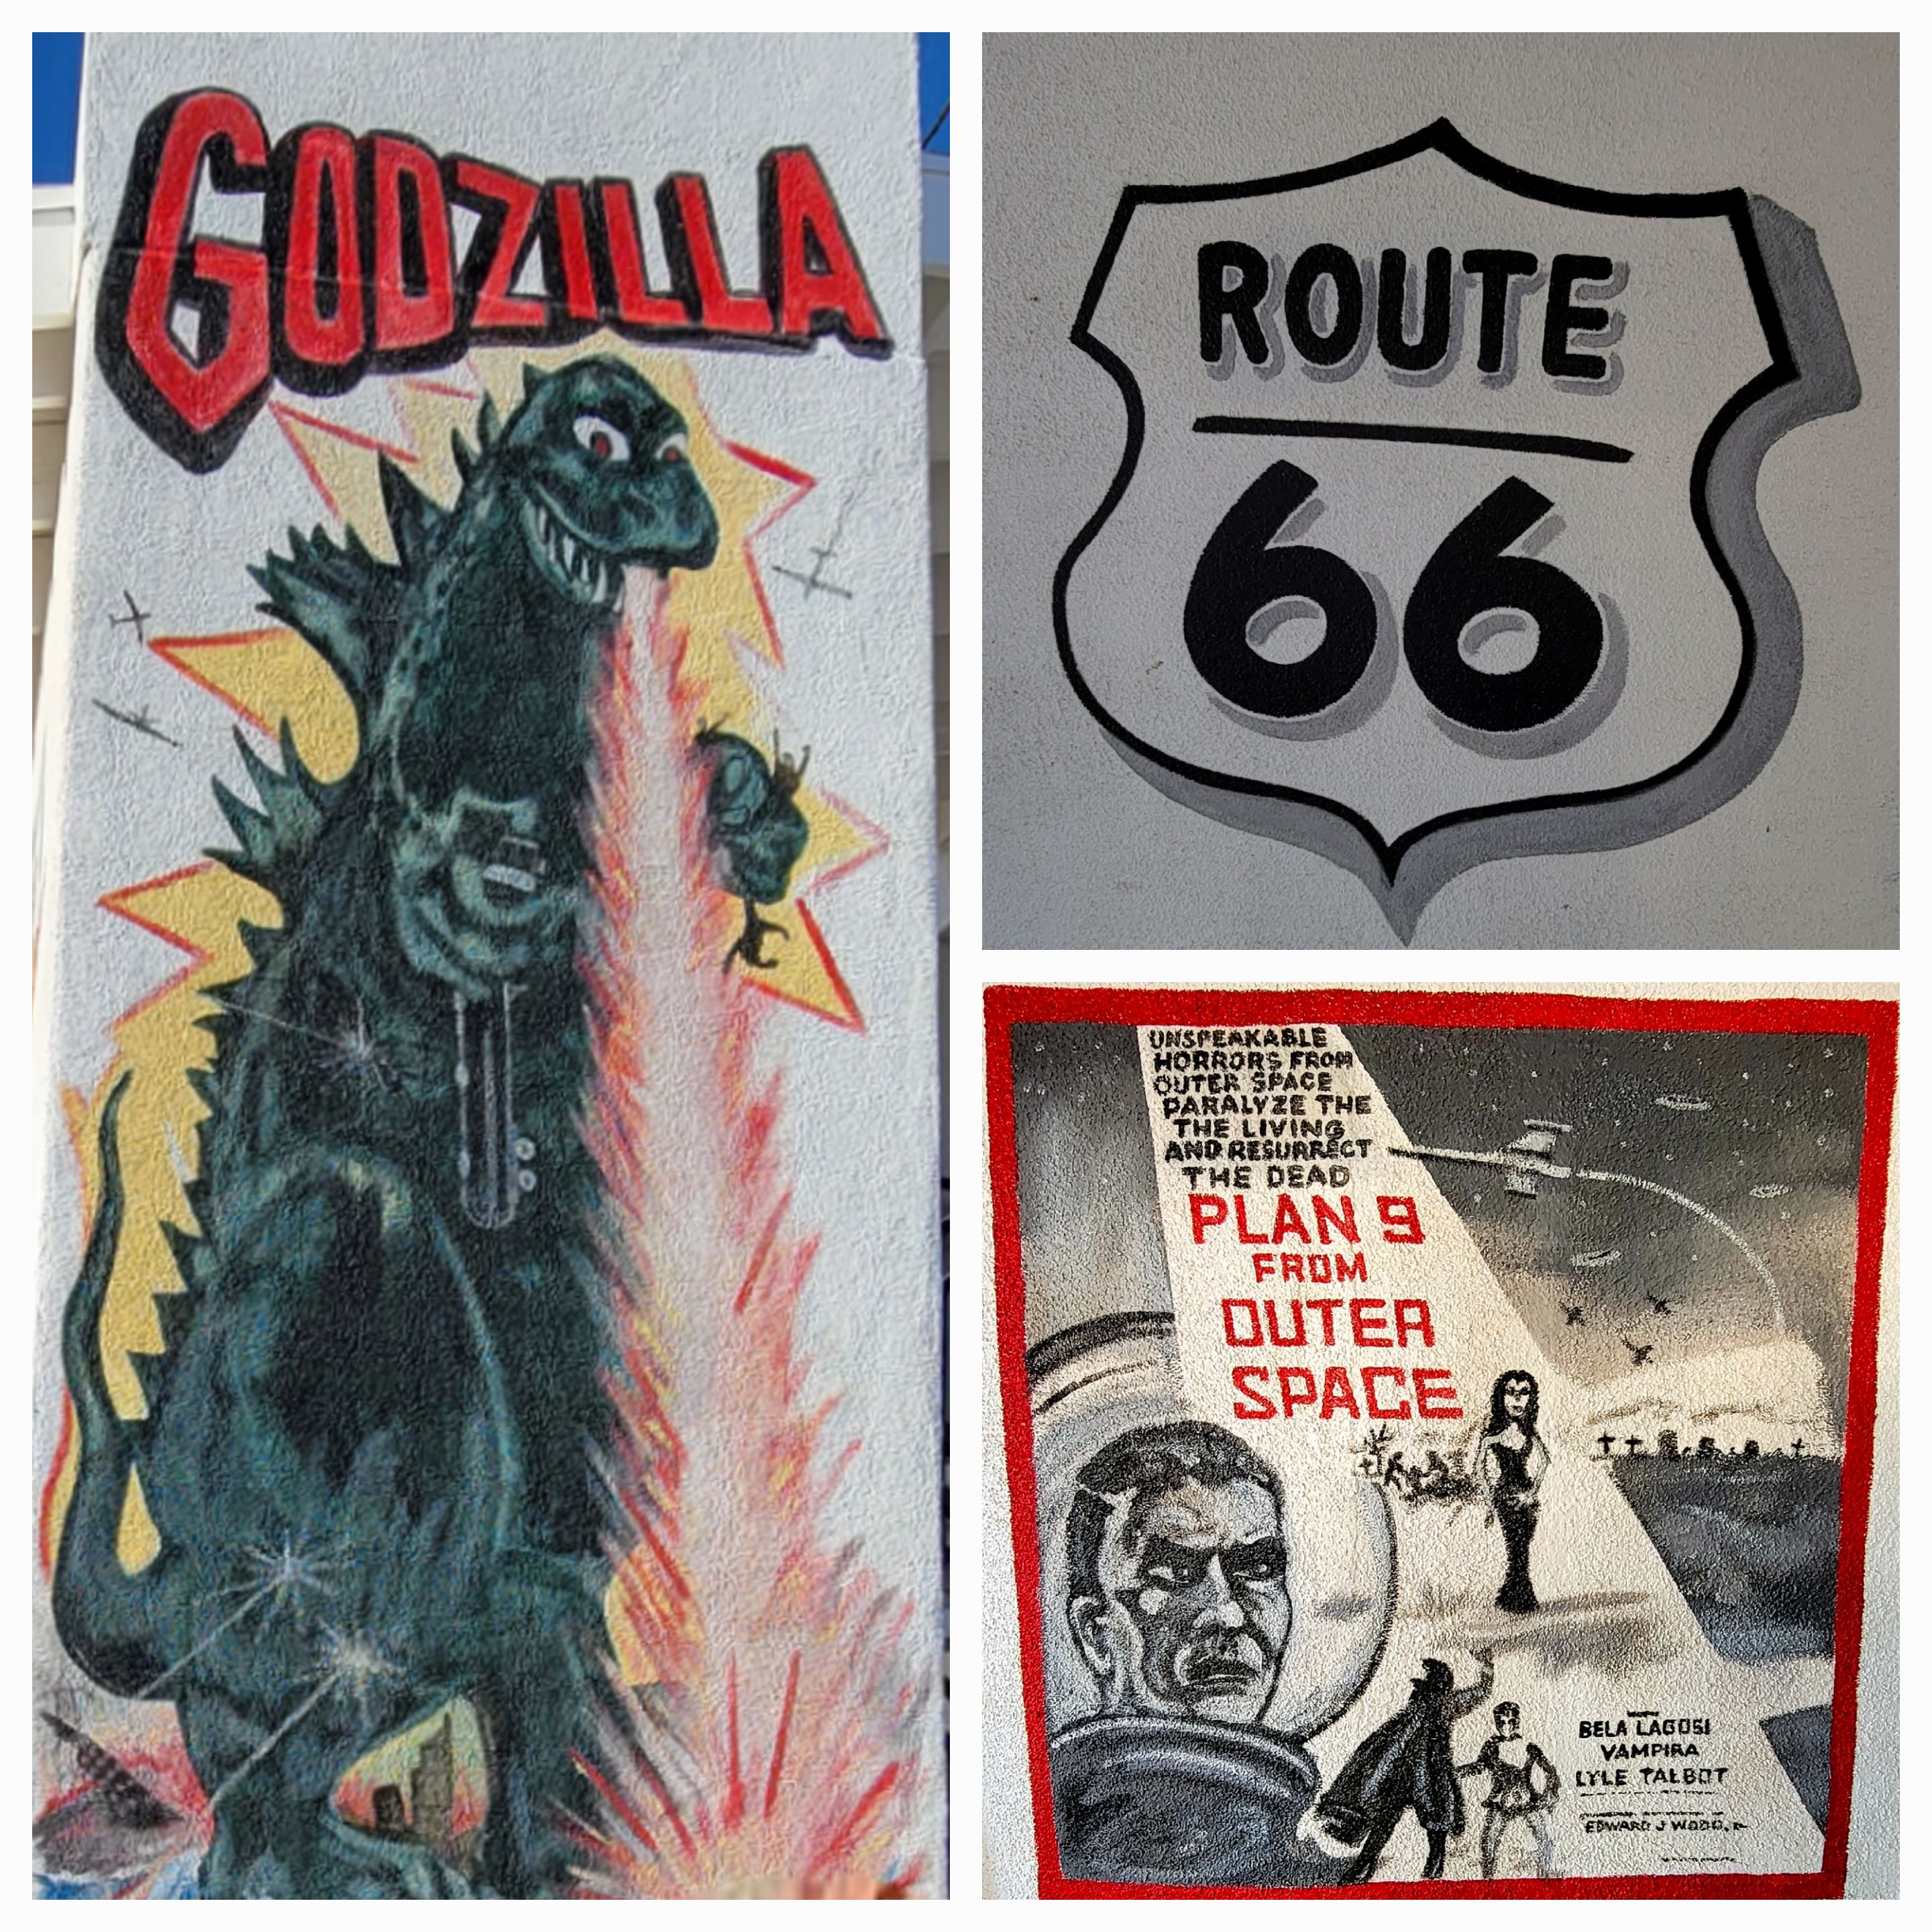 GODZILLA
ROUTE
66
UNSPEAKABLE
HORRORS FROM
OUTER SPACE
PARALYZE THE
THE LIVING
AND RESURRECT
THE DEAD
PLAN 9
FROM
OUTER
SPACE
BELA LAGOSI
VAMPIRA
LYLE TALBOT
EDWARD J WOOD, JR